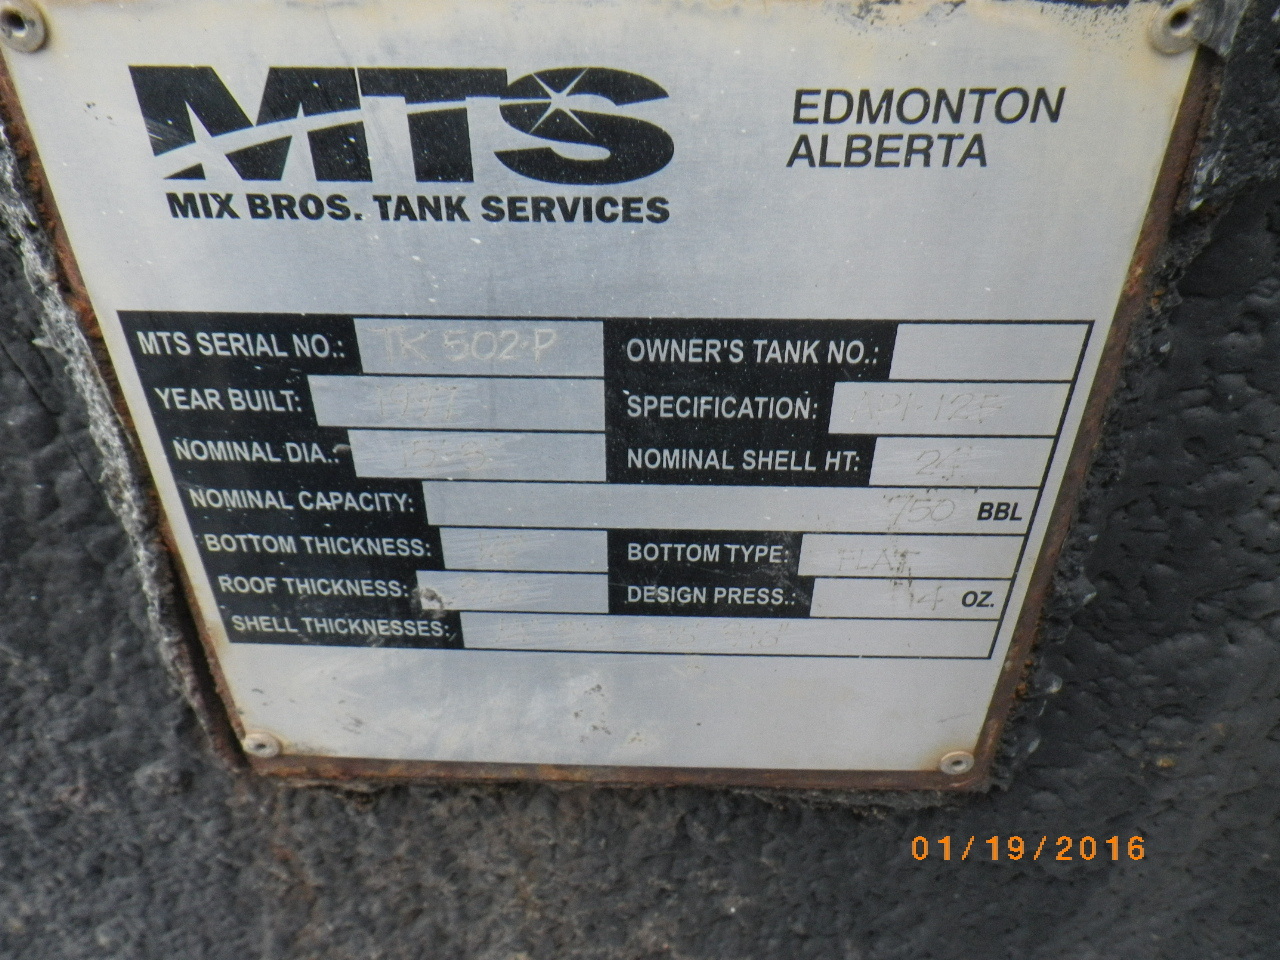 MTS
EDMONTON
ALBERTA
MIX BROS. TANK SERVICES
MTS SERIAL NO.: TK 502-P OWNER'S TANK NO.:
YEAR BUILT: SPECIFICATION: API-12F
NOMINAL DIA.: NOMINAL SHELL HT: 24
NOMINAL CAPACITY: 750 BBL
BOTTOM THICKNESS: BOTTOM TYPE: FLAT
ROOF THICKNESS: DESIGN PRESS.: OZ.
SHELL THICKNESSES:
01/19/2016